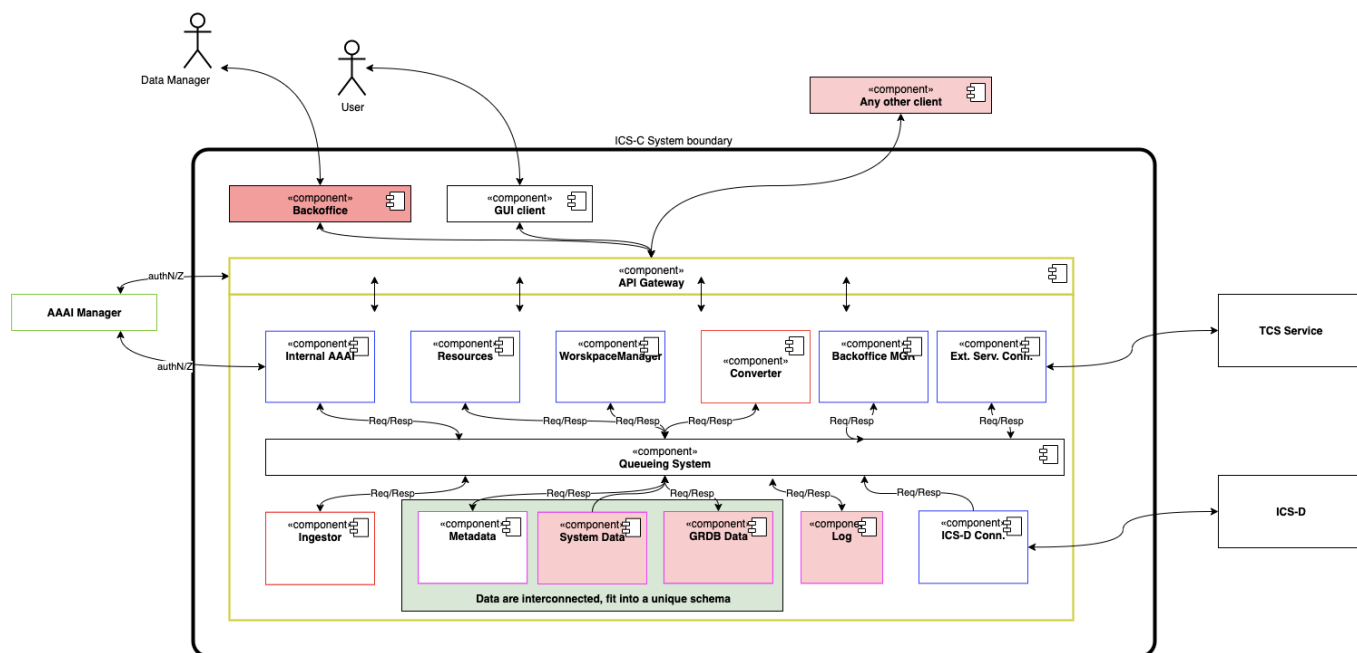 Data Manager
User
«component»
Any other client
ICS-C System boundary
«component»
Backoffice
«component»
GUI client
authN/Z
«component»
API Gateway
AAAI Manager
authN/Z
«component»
Internal AAAI
«component»
Resources
«component»
WorskpaceManager
«component»
Converter
«component»
Backoffice MGR
«component»
Ext. Serv. Conn.
TCS Service
Req/Resp
Req/Resp
Req/Resp
Req/Resp
Req/Resp
Req/Resp
«component»
Queueing System
Req/Resp
Req/Resp
Req/Resp
Req/Resp
«component»
Ingestor
«component»
Metadata
«component»
System Data
«component»
GRDB Data
«component»
Log
«component»
ICS-D Conn.
ICS-D
Data are interconnected, fit into a unique schema